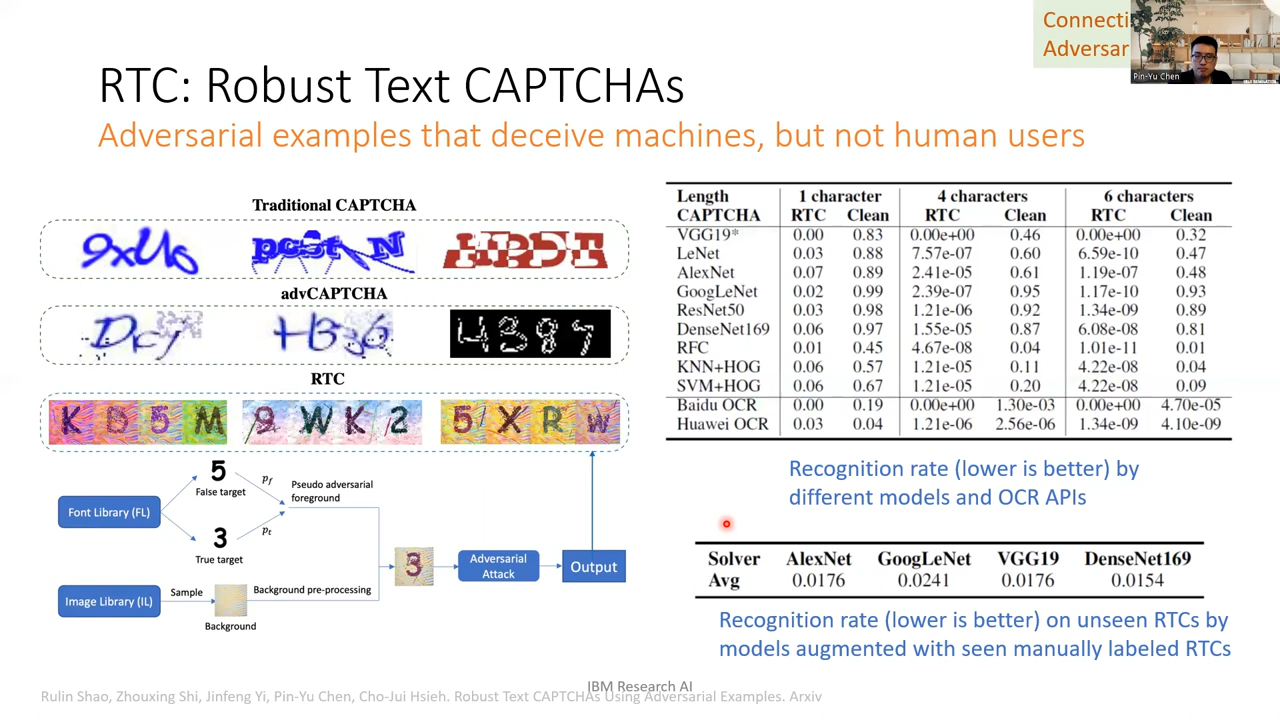 Connecti
Adversar
Pin-Yu Chen
RTC: Robust Text CAPTCHAs
Adversarial examples that deceive machines, but not human users
Traditional CAPTCHA
9xUs
advCAPTCHA
H336
4387
RTC
K B 5 M 9 W K 2 5 X R W
5
False target
pf
Pseudo adversarial
foreground
Font Library (FL)
3
True target
pt
3
Adversarial
Attack
Output
Image Library (IL)
Sample
Background pre-processing
Background
Length 1 character 4 characters 6 characters
CAPTCHA RTC Clean RTC Clean RTC Clean
VGG19* 0.00 0.83 0.00e+00 0.46 0.00e+00 0.32
LeNet 0.03 0.88 7.57e-07 0.60 6.59e-10 0.47
AlexNet 0.07 0.89 2.41e-05 0.61 1.19e-07 0.48
GoogLeNet 0.02 0.99 2.39e-07 0.95 1.17e-10 0.93
ResNet50 0.03 0.98 1.21e-06 0.92 1.34e-09 0.89
DenseNet169 0.06 0.97 1.55e-05 0.87 6.08e-08 0.81
RFC 0.01 0.45 4.67e-08 0.04 1.01e-11 0.01
KNN+HOG 0.06 0.57 1.21e-05 0.11 4.22e-08 0.04
SVM+HOG 0.06 0.67 1.21e-05 0.20 4.22e-08 0.09
Baidu OCR 0.00 0.19 0.00e+00 1.30e-03 0.00e+00 4.70e-05
Huawei OCR 0.03 0.04 1.21e-06 2.56e-06 1.34e-09 4.10e-09
Recognition rate (lower is better) by
different models and OCR APIs
Solver AlexNet GoogLeNet VGG19 DenseNet169
Avg 0.0176 0.0241 0.0176 0.0154
Recognition rate (lower is better) on unseen RTCs by
models augmented with seen manually labeled RTCs
IBM Research AI
Rulin Shao, Zhouxing Shi, Jinfeng Yi, Pin-Yu Chen, Cho-Jui Hsieh. Robust Text CAPTCHAs Using Adversarial Examples. Arxiv